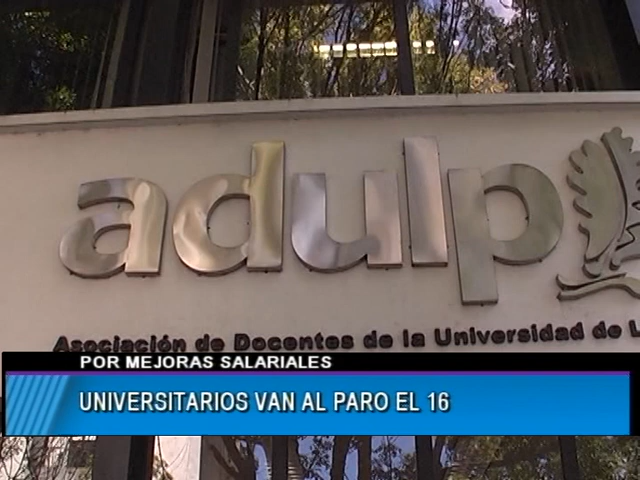 adulp
Asociación de Docentes de la Universidad de L
POR MEJORAS SALARIALES
UNIVERSITARIOS VAN AL PARO EL 16